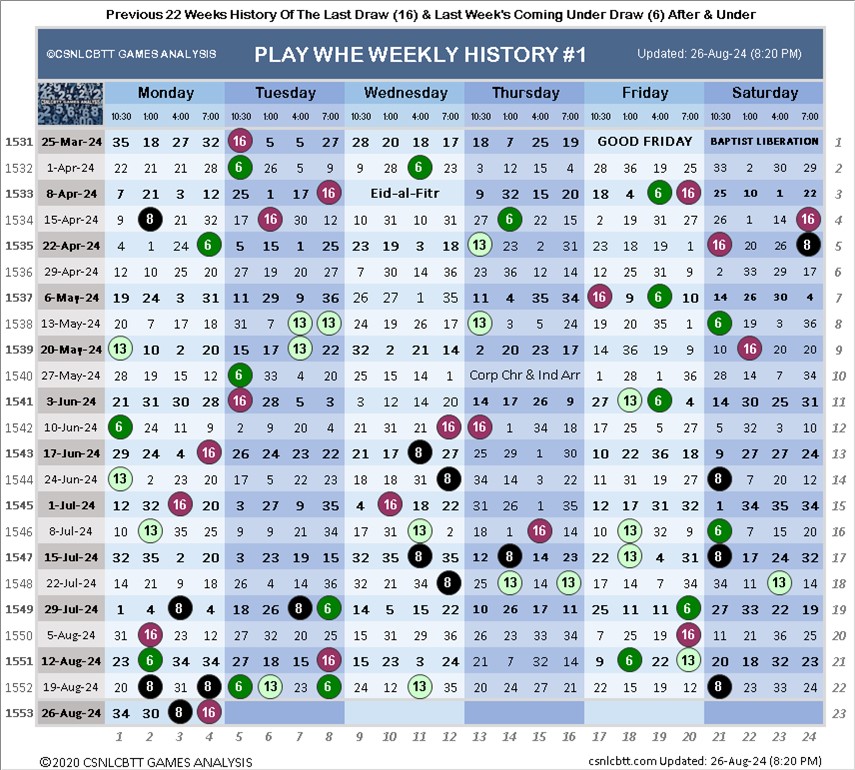 Previous 22 Weeks History Of The Last Draw (16) & Last Week's Coming Under Draw (6) After & Under
©CSNLCBTT GAMES ANALYSIS PLAY WHE WEEKLY HISTORY #1 Updated: 26-Aug-24 (8:20 PM)
CSNLCBTT GAMES ANALYSIS Monday Tuesday Wednesday Thursday Friday Saturday
10:30 1:00 4:00 7:00 10:30 1:00 4:00 7:00 10:30 1:00 4:00 7:00 10:30 1:00 4:00 7:00 10:30 1:00 4:00 7:00 10:30 1:00 4:00 7:00
1531 25-Mar-24 35 18 27 32 16 5 5 27 28 20 18 17 18 7 25 19 GOOD FRIDAY BAPTIST LIBERATION 1
1532 1-Apr-24 22 21 21 28 6 26 5 9 9 28 6 23 3 12 15 4 28 36 19 25 33 2 30 29 2
1533 8-Apr-24 7 21 3 12 25 1 17 16 Eid-al-Fitr 9 32 15 20 18 4 6 20 25 10 1 22 3
1534 15-Apr-24 9 8 21 32 17 16 30 12 10 31 10 31 27 6 22 15 2 19 31 27 26 1 14 16 4
1535 22-Apr-24 4 1 24 6 5 15 1 25 23 19 3 18 13 23 2 31 23 18 19 1 16 20 26 8 5
1536 29-Apr-24 12 10 25 20 27 19 20 27 7 30 14 36 23 36 12 14 12 25 31 9 2 33 29 17 6
1537 6-May-24 19 24 3 31 11 29 9 36 26 27 1 35 11 4 35 34 16 9 6 10 14 26 30 4 7
1538 13-May-24 20 7 17 18 31 7 13 13 24 19 26 17 13 3 5 24 19 20 35 1 6 19 3 36 8
1539 20-May-24 13 10 2 20 15 17 13 22 32 2 21 14 2 20 23 17 14 36 19 9 10 16 20 20 9
1540 27-May-24 28 19 15 12 6 33 4 20 25 15 14 1 Corp Chr & Ind Arr 1 28 1 36 28 14 7 34 10
1541 3-Jun-24 21 31 30 28 16 28 5 3 3 12 14 20 14 17 26 9 27 13 6 4 14 30 25 31 11
1542 10-Jun-24 6 24 11 9 2 9 20 4 9 21 12 16 16 1 34 18 17 18 5 27 5 32 3 10 12
1543 17-Jun-24 29 24 4 16 26 24 23 22 11 21 8 27 25 29 1 30 10 22 36 18 9 27 27 24 13
1544 24-Jun-24 13 2 23 20 17 5 22 23 18 32 12 8 34 14 3 22 11 31 19 27 8 7 20 12 14
1545 1-Jul-24 12 32 16 20 3 27 9 35 4 16 18 22 31 26 1 35 12 17 31 32 1 34 35 34 15
1546 8-Jul-24 10 13 35 25 9 9 21 34 17 31 13 2 18 1 16 14 10 13 18 32 6 7 15 20 16
1547 15-Jul-24 32 35 2 20 3 23 19 15 32 35 8 35 12 8 14 23 22 13 4 31 8 17 24 32 17
1548 22-Jul-24 14 21 9 18 26 4 14 36 32 21 34 8 25 13 14 16 17 14 7 34 34 24 13 14 18
1549 29-Jul-24 1 4 8 4 18 26 8 6 14 5 15 22 10 26 17 11 25 11 11 6 27 33 22 19 19
1550 5-Aug-24 31 16 23 12 27 32 20 25 15 31 23 36 26 23 33 34 7 25 19 16 11 21 36 25 20
1551 12-Aug-24 23 6 34 34 27 18 15 16 15 23 3 24 21 7 32 14 9 6 22 13 20 18 32 23 21
1552 19-Aug-24 20 8 31 8 6 13 23 6 24 12 13 35 20 24 27 21 22 15 19 12 8 23 33 24 22
1553 26-Aug-24 34 30 8 16 23
1 2 3 4 5 6 7 8 9 10 11 12 13 14 15 16 17 18 19 20 21 22 23 24
©2020 CSNLCBTT GAMES ANALYSIS csnlcbtt.com Updated: 26-Aug-24 (8:20 PM)